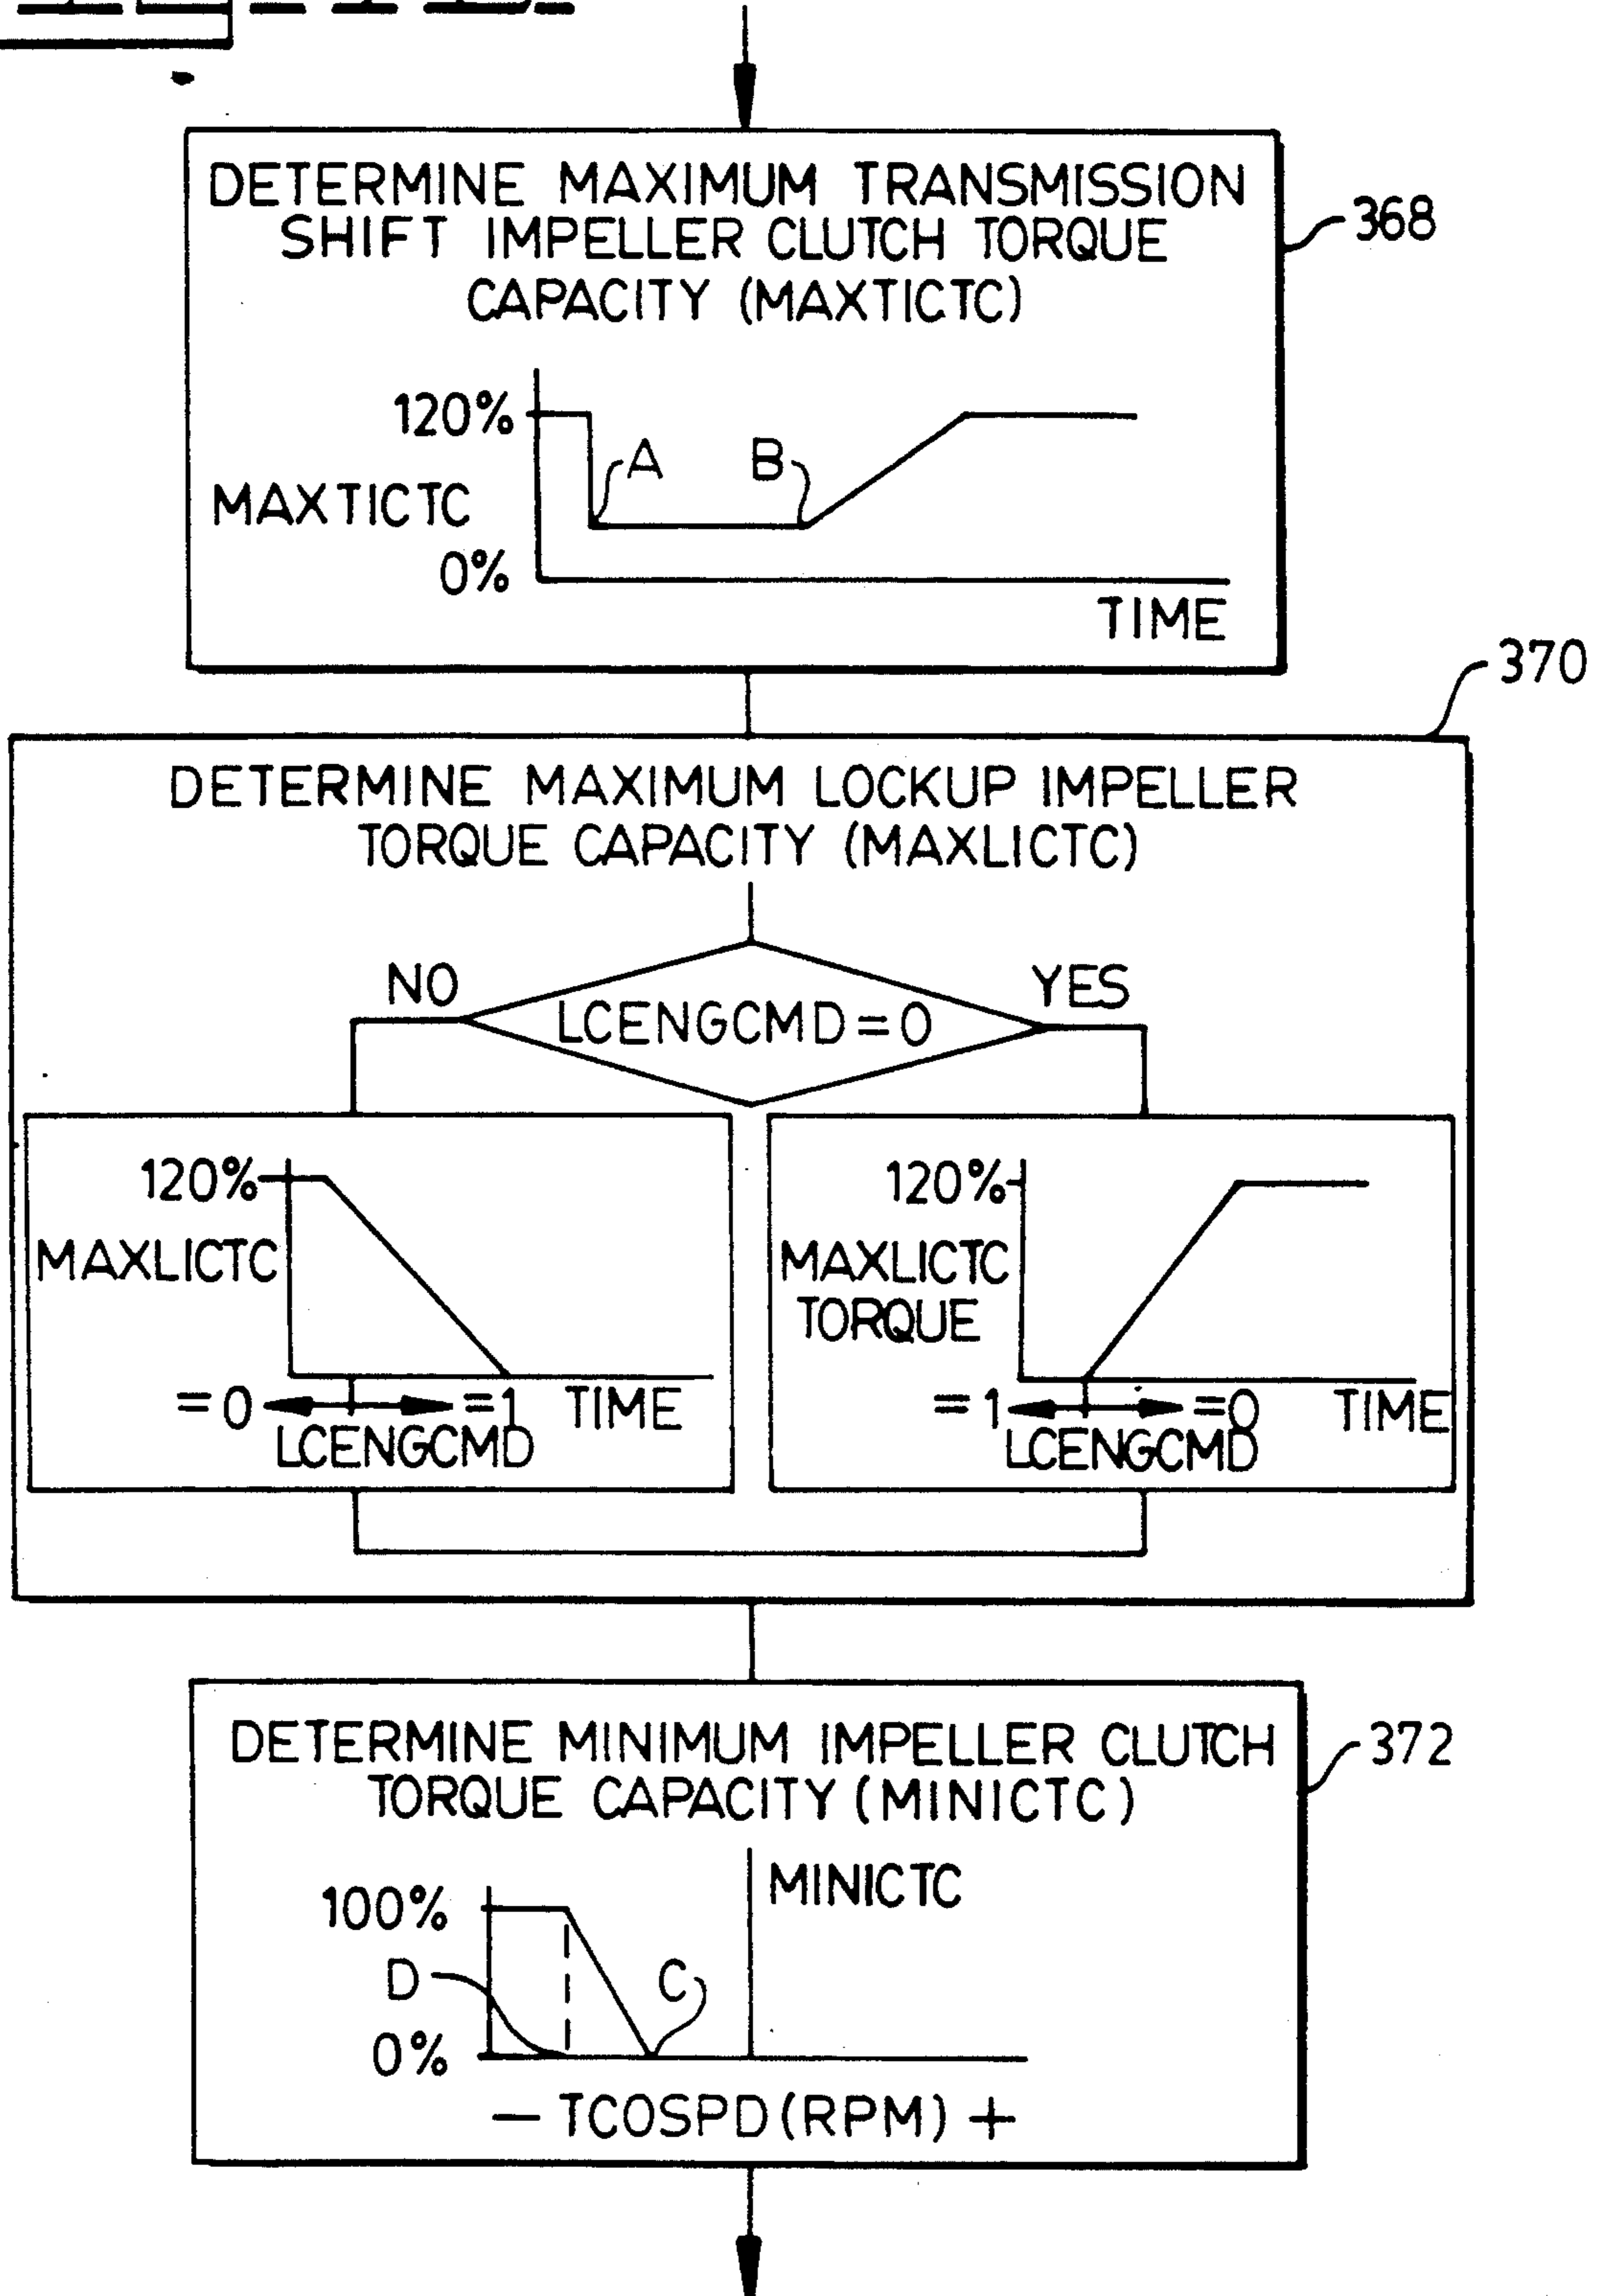 DETERMINE MAXIMUM TRANSMISSION
SHIFT IMPELLER CLUTCH TORQUE
CAPACITY (MAXTICTC)
368
120%
A
B
MAXTICTC
0%
TIME
370
DETERMINE MAXIMUM LOCKUP IMPELLER
TORQUE CAPACITY (MAXLICTC)
NO
YES
LCENGCMD=0
120%
MAXLICTC
=0
=1
TIME
LCENGCMD
120%
MAXLICTC
TORQUE
=1
=0
TIME
LCENGCMD
DETERMINE MINIMUM IMPELLER CLUTCH
TORQUE CAPACITY (MINICTC)
372
MINICTC
100%
D
C
0%
− TCOSPD (RPM) +